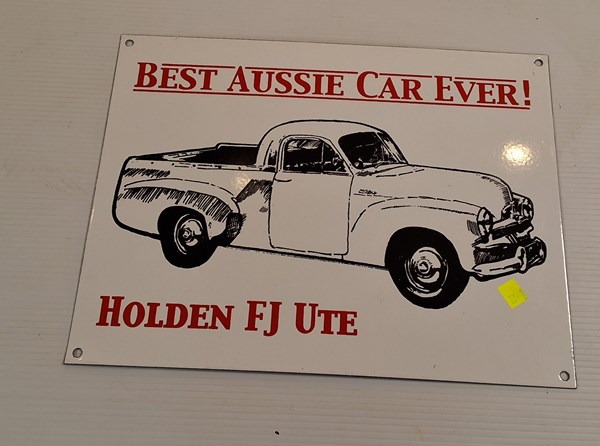 BEST AUSSIE CAR EVER!
HOLDEN FJ UTE